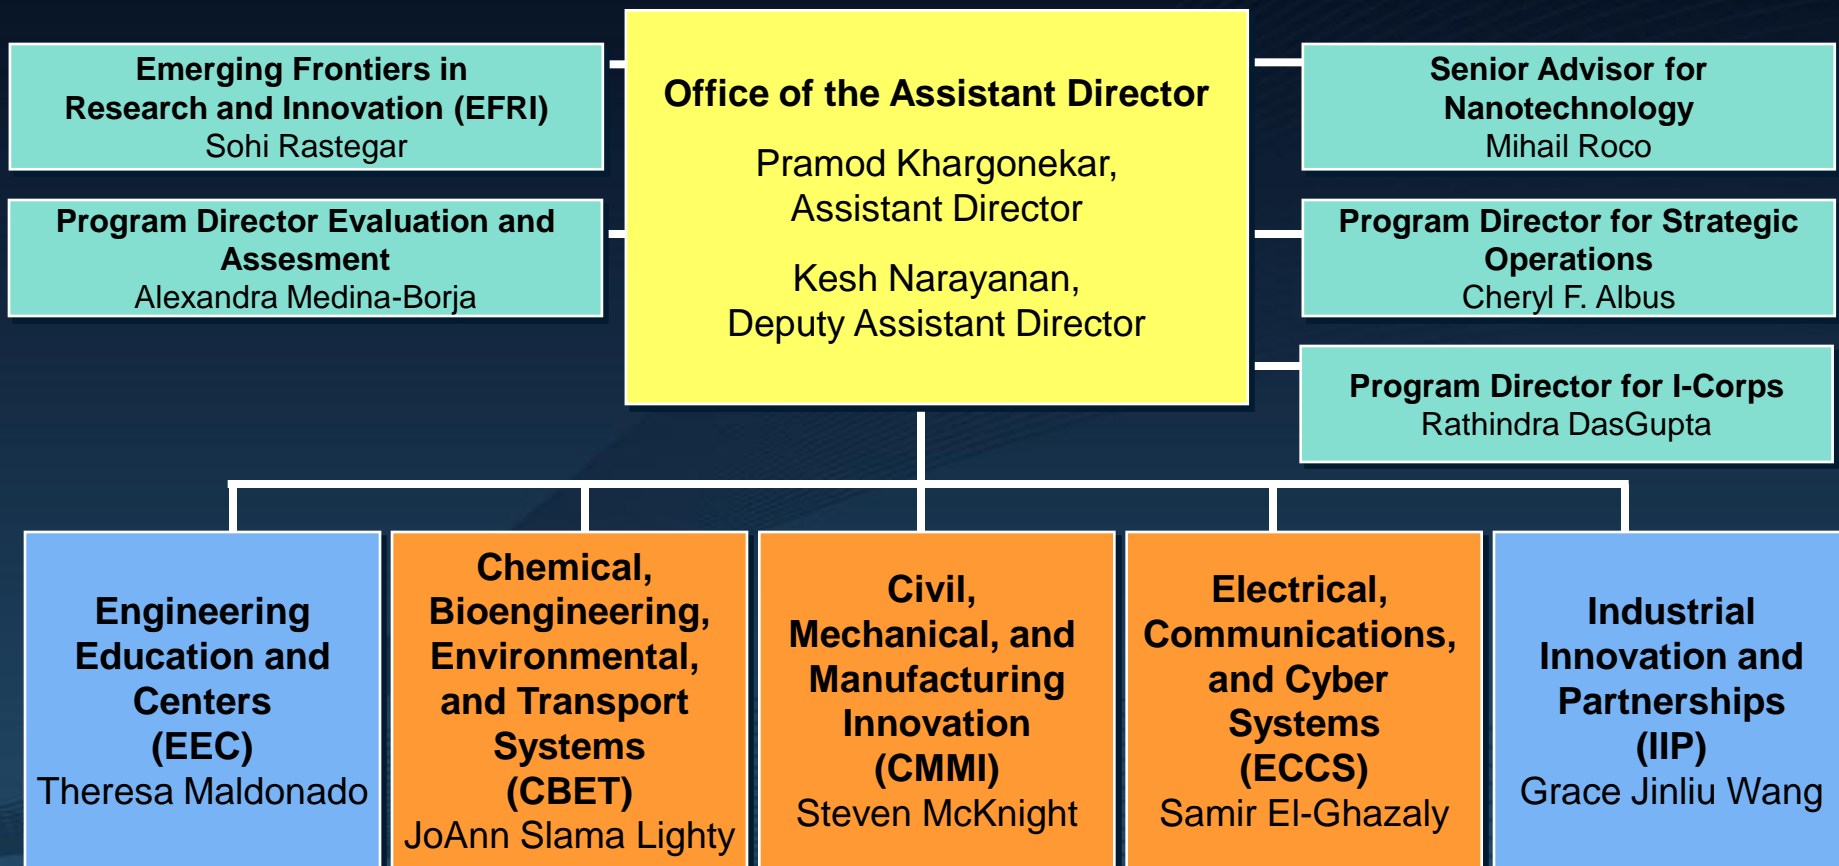 Emerging Frontiers in
Research and Innovation (EFRI)
Sohi Rastegar
Program Director Evaluation and
Assesment
Alexandra Medina-Borja
Office of the Assistant Director
Pramod Khargonekar,
Assistant Director
Kesh Narayanan,
Deputy Assistant Director
Senior Advisor for
Nanotechnology
Mihail Roco
Program Director for Strategic
Operations
Cheryl F. Albus
Program Director for I-Corps
Rathindra DasGupta
Engineering
Education and
Centers
(EEC)
Theresa Maldonado
Chemical,
Bioengineering,
Environmental,
and Transport
Systems
(CBET)
JoAnn Slama Lighty
Civil,
Mechanical, and
Manufacturing
Innovation
(CMMI)
Steven McKnight
Electrical,
Communications,
and Cyber
Systems
(ECCS)
Samir El-Ghazaly
Industrial
Innovation and
Partnerships
(IIP)
Grace Jinliu Wang